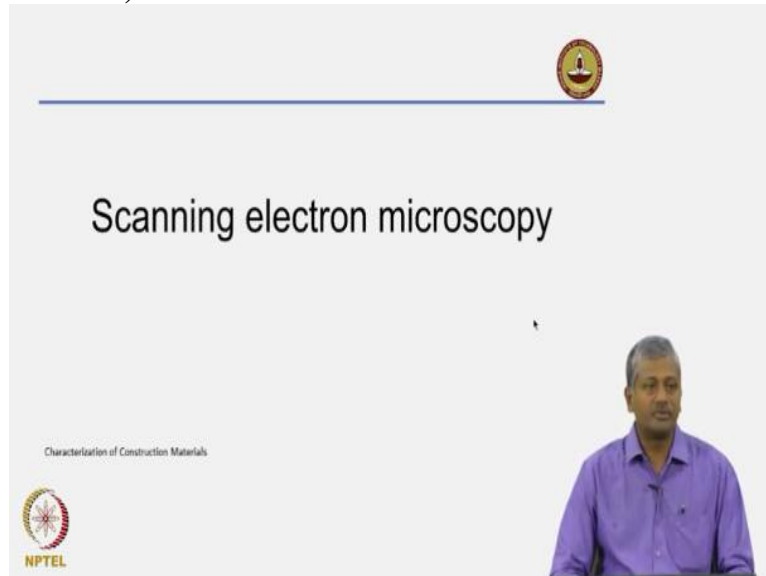 Scanning electron microscopy
Characterization of Construction Materials
NPTEL